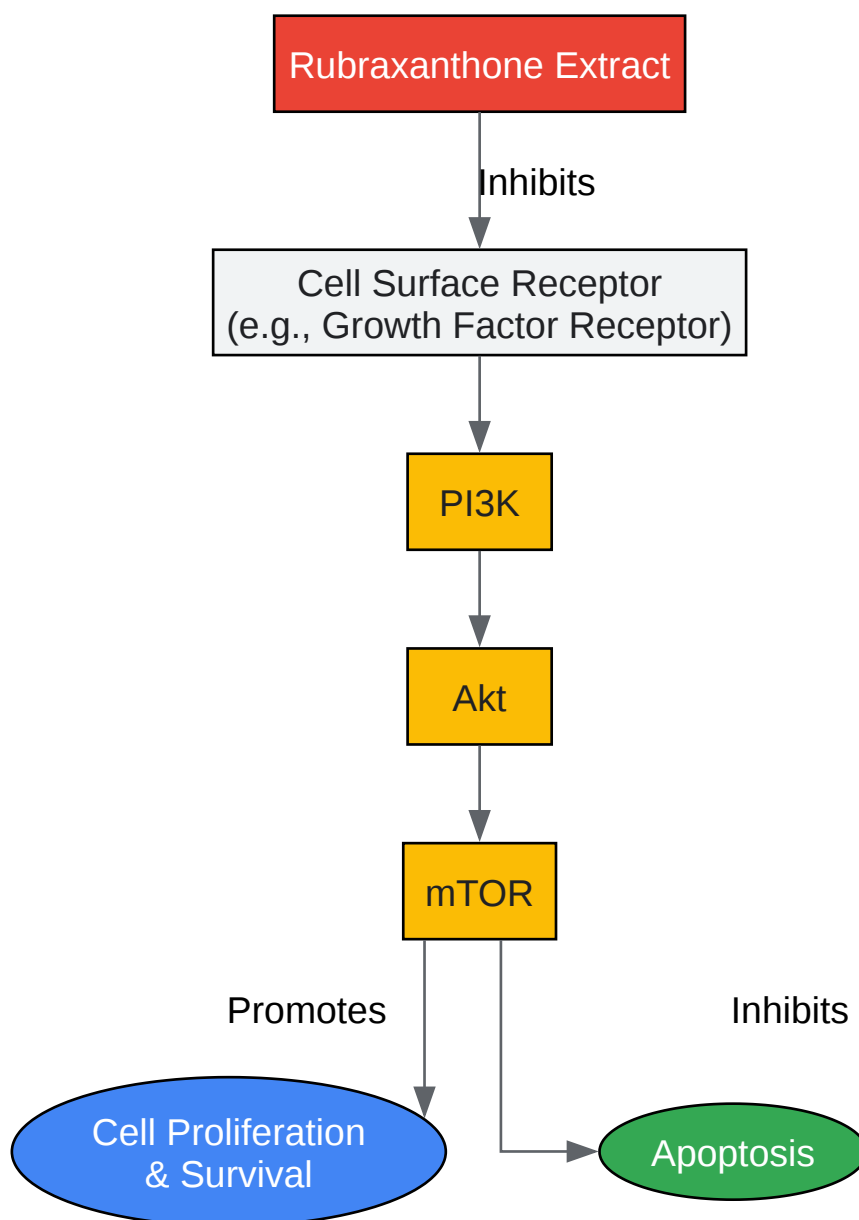 Rubraxanthone Extract
Inhibits
Cell Surface Receptor
(e.g., Growth Factor Receptor)
PI3K
Akt
mTOR
Promotes
Inhibits
Cell Proliferation
& Survival
Apoptosis